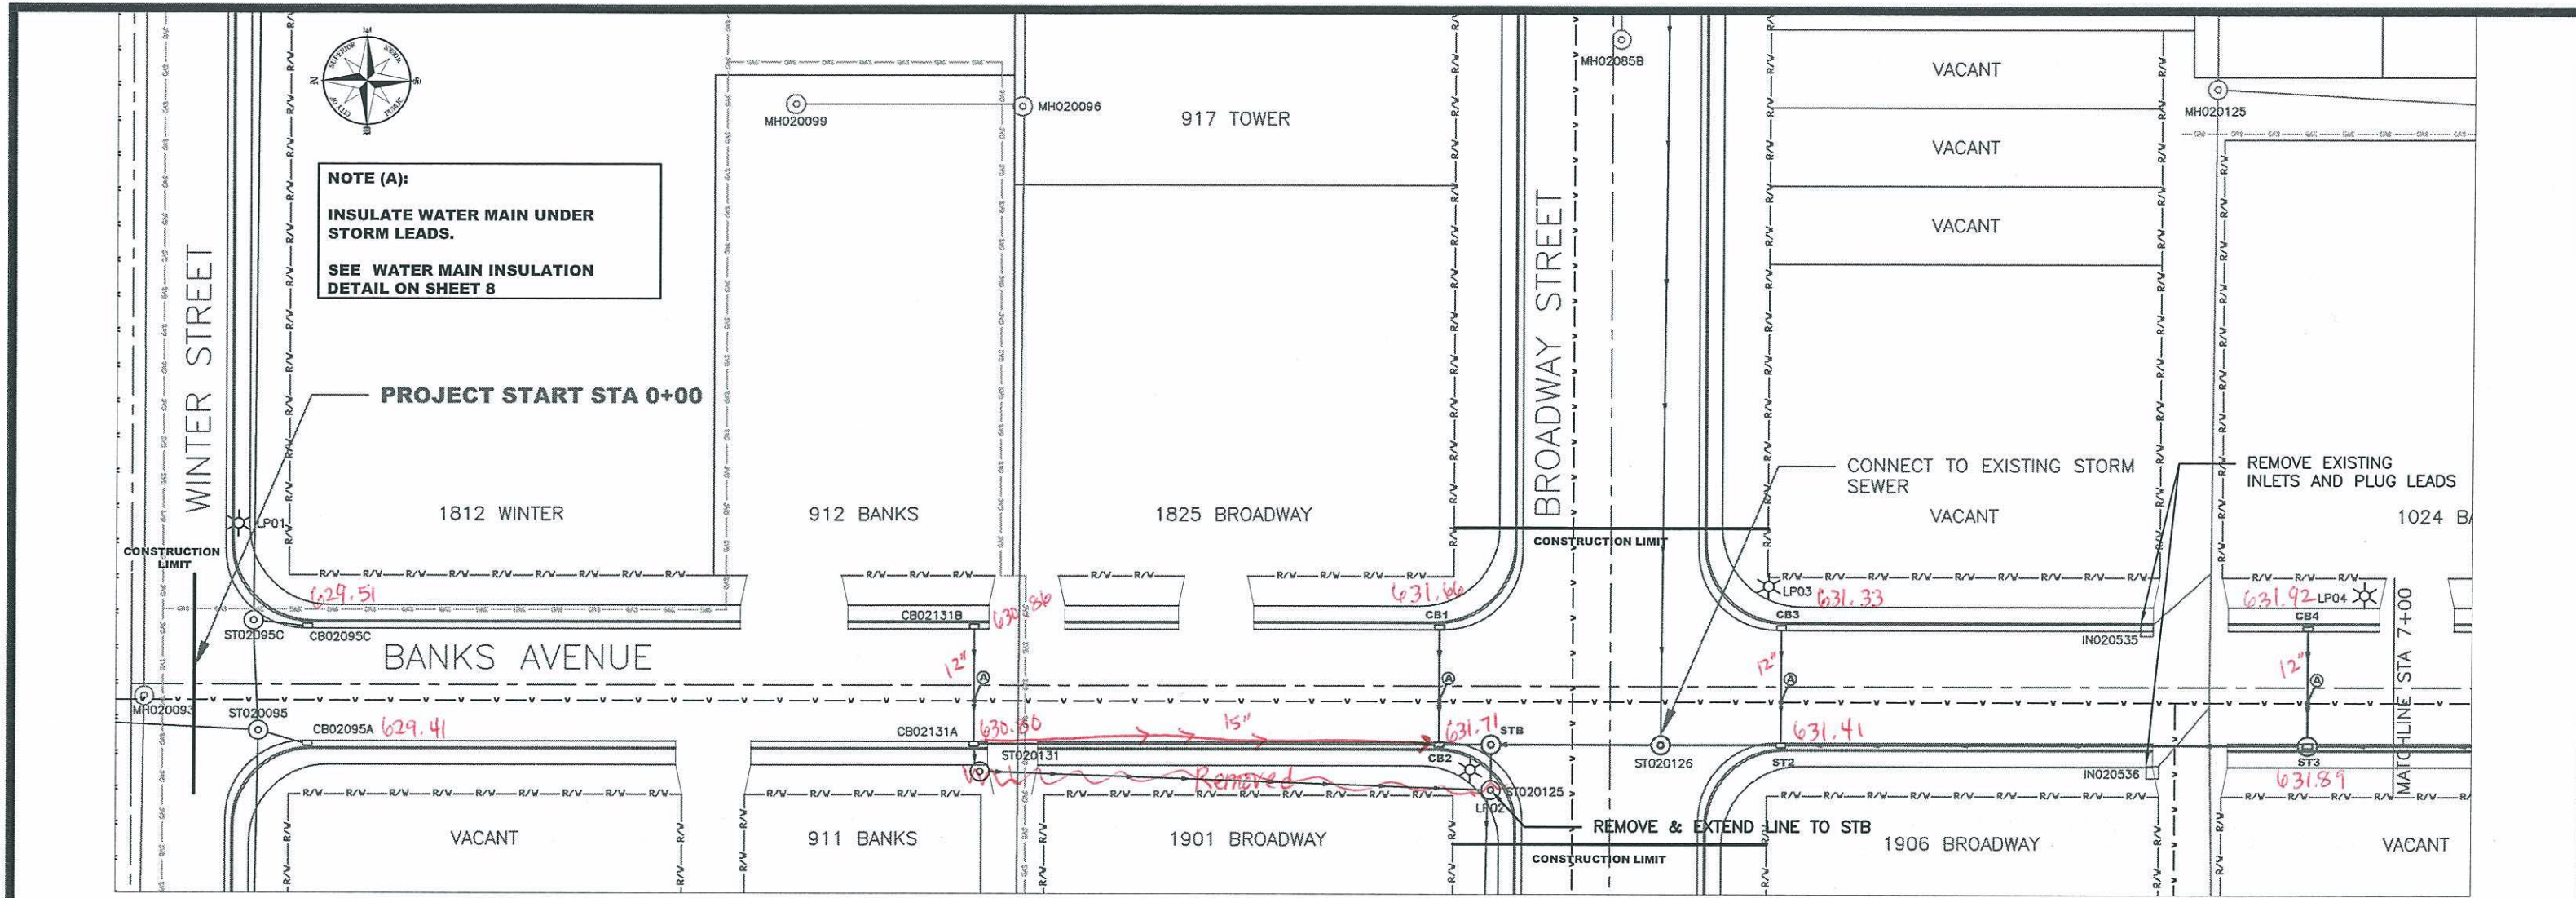 MH02085B
VACANT
MH020125
MH020099
MH020096
917 TOWER
VACANT
VACANT
NOTE (A):
INSULATE WATER MAIN UNDER
STORM LEADS.
SEE WATER MAIN INSULATION
DETAIL ON SHEET 8
WINTER STREET
BROADWAY STREET
PROJECT START STA 0+00
CONNECT TO EXISTING STORM
SEWER
REMOVE EXISTING
INLETS AND PLUG LEADS
LP01
1812 WINTER
912 BANKS
1825 BROADWAY
VACANT
1024 BA
CONSTRUCTION
LIMIT
CONSTRUCTION LIMIT
R/W R/W R/W R/W R/W R/W R/W R/W
629.51
631.66
LP03
631.33
631.92
LP04
CB02131B
630.86
CB1
CB3
CB4
ST02095C
CB02095C
IN020535
BANKS AVENUE
12"
12"
12"
A
A
A
A
MATCHLINE STA 7+00
MH020093
ST020095
CB02095A
629.41
CB02131A
630.80
15"
631.71
STB
631.41
ST020131
CB2
ST020126
ST2
IN020536
ST3
631.89
Removed
ST020125
LP02
REMOVE & EXTEND LINE TO STB
VACANT
911 BANKS
1901 BROADWAY
CONSTRUCTION LIMIT
1906 BROADWAY
VACANT